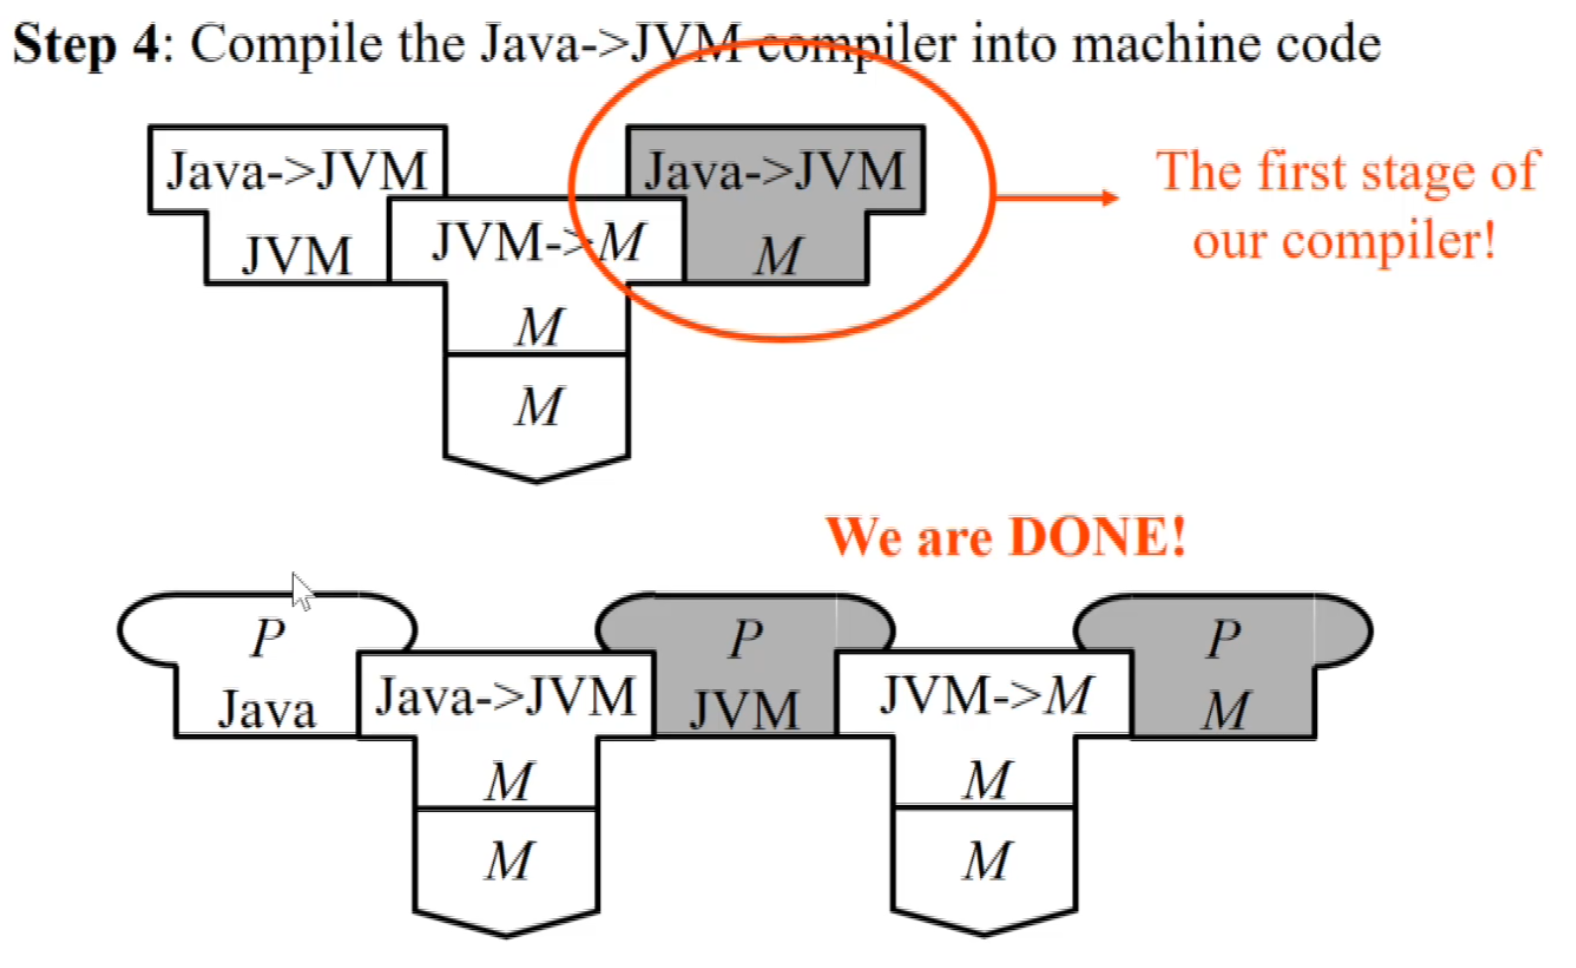 Step 4: Compile the Java->JVM compiler into machine code
Java->JVM
JVM
JVM->M
M
M
Java->JVM
M
The first stage of
our compiler!
We are DONE!
P
Java
Java->JVM
M
M
P
JVM
JVM->M
M
M
P
M